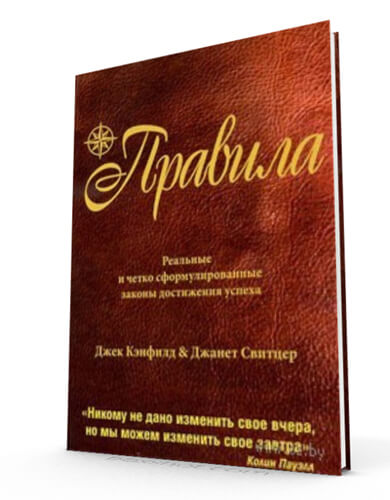 Правила
Реальные
и четко сформулированные
законы достижения успеха
Джек Кэнфилд & Джанет Свитцер
«Никому не дано изменить свое вчера,
но мы можем изменить свое завтра»
Колин Пауэлл